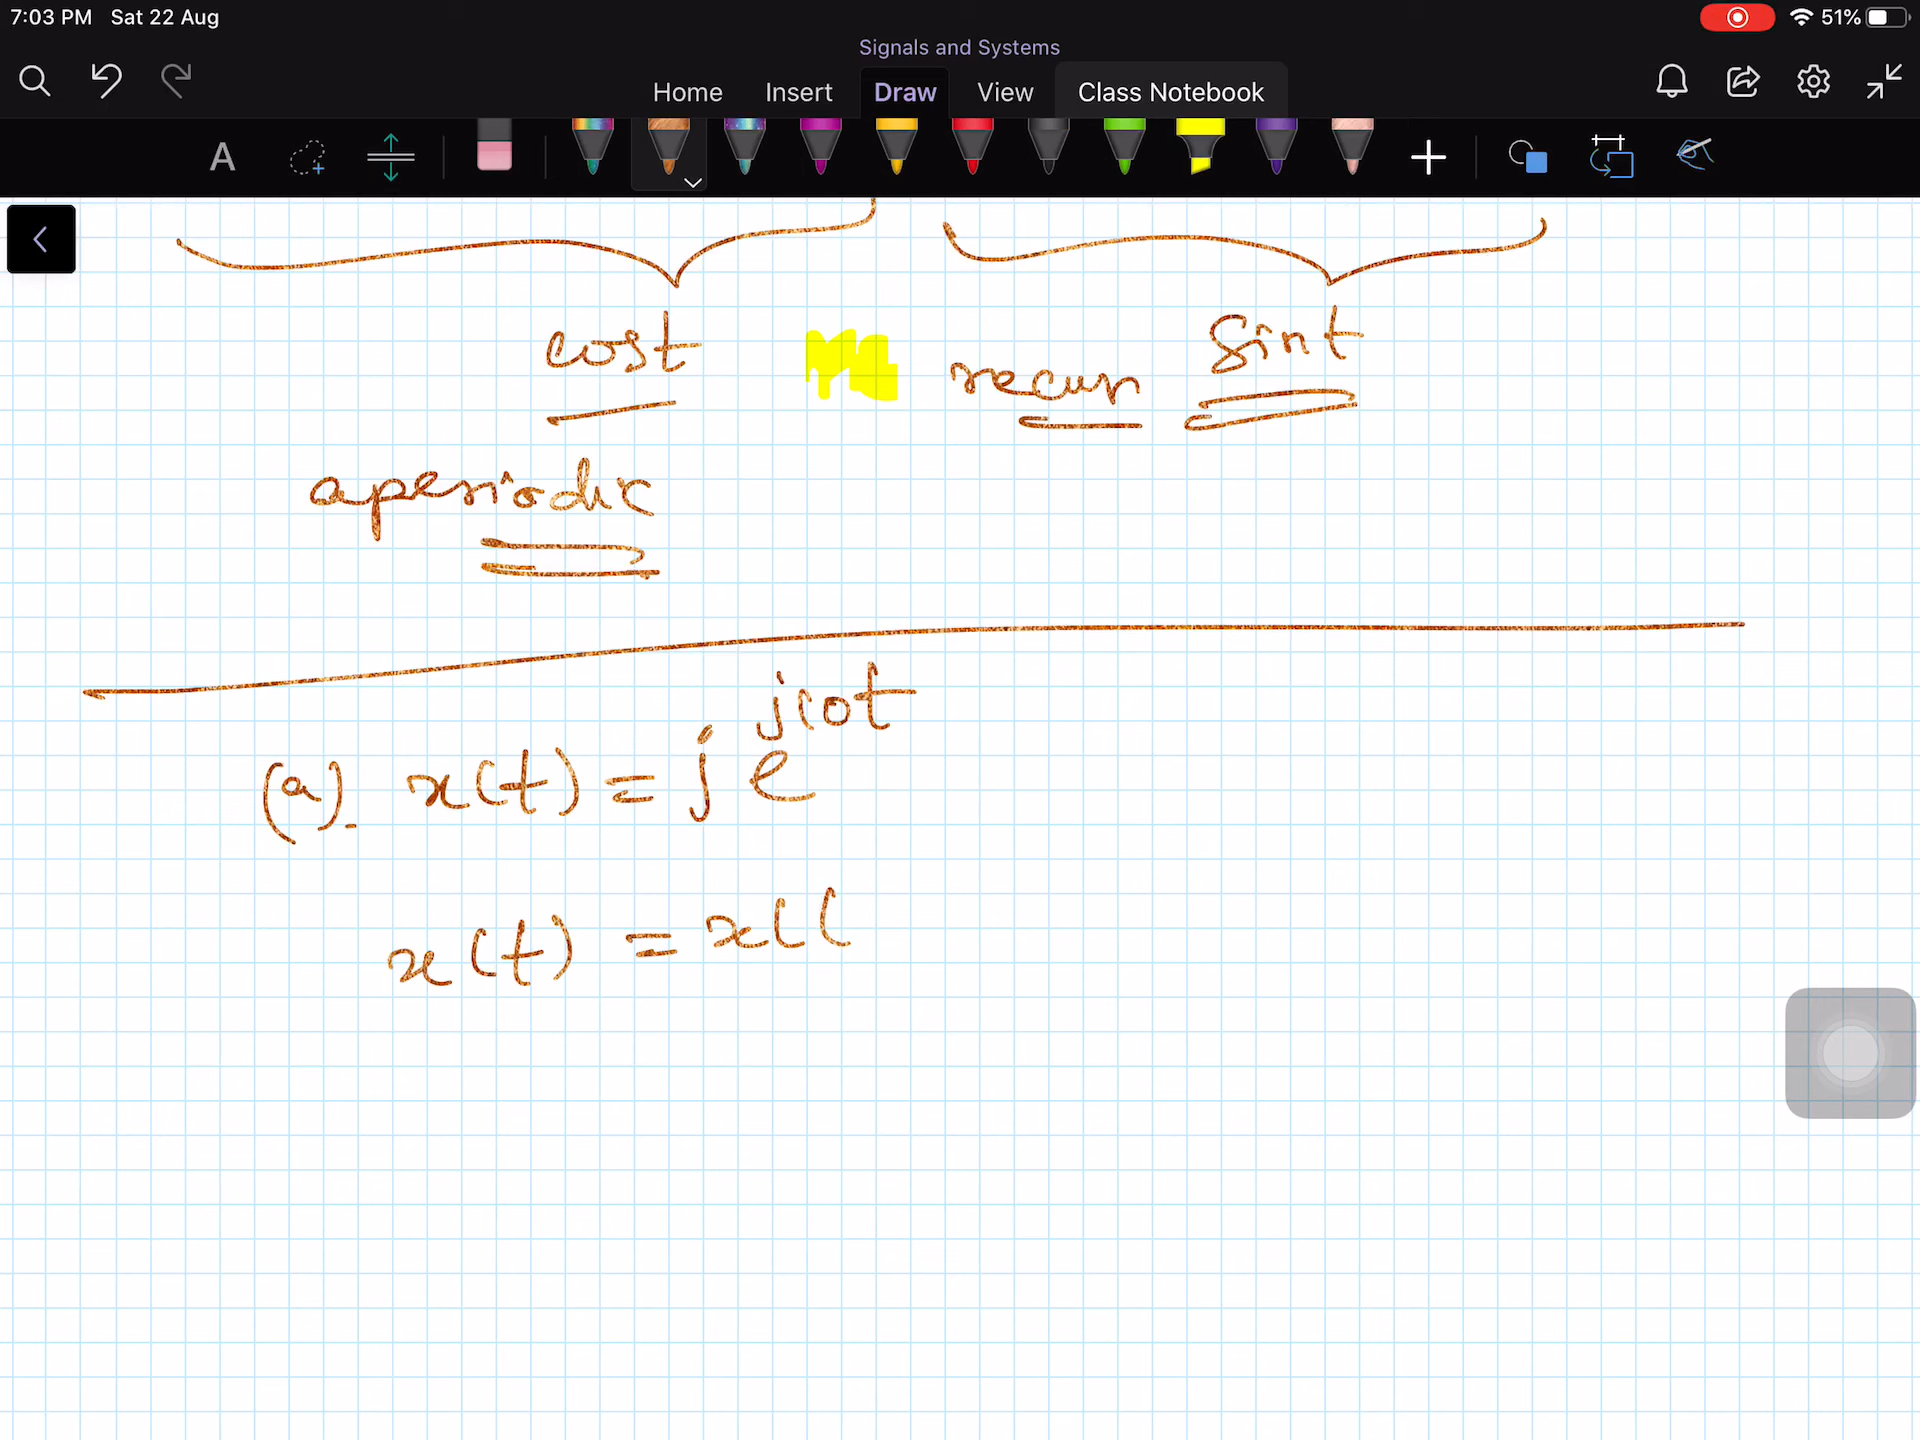 7:03 PM Sat 22 Aug
51%
Signals and Systems
Home Insert Draw View Class Notebook
A
cost recur sint
aperiodic
(a). x(t) = j e^{j10t}
x(t) = x((